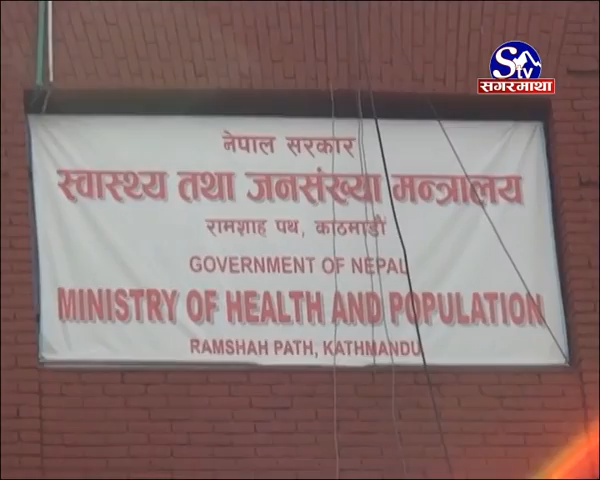 STV
सगरमाथा
नेपाल सरकार
स्वास्थ्य तथा जनसंख्या मन्त्रालय
रामशाह पथ, काठमाडौं
GOVERNMENT OF NEPAL
MINISTRY OF HEALTH AND POPULATION
RAMSHAH PATH, KATHMANDU